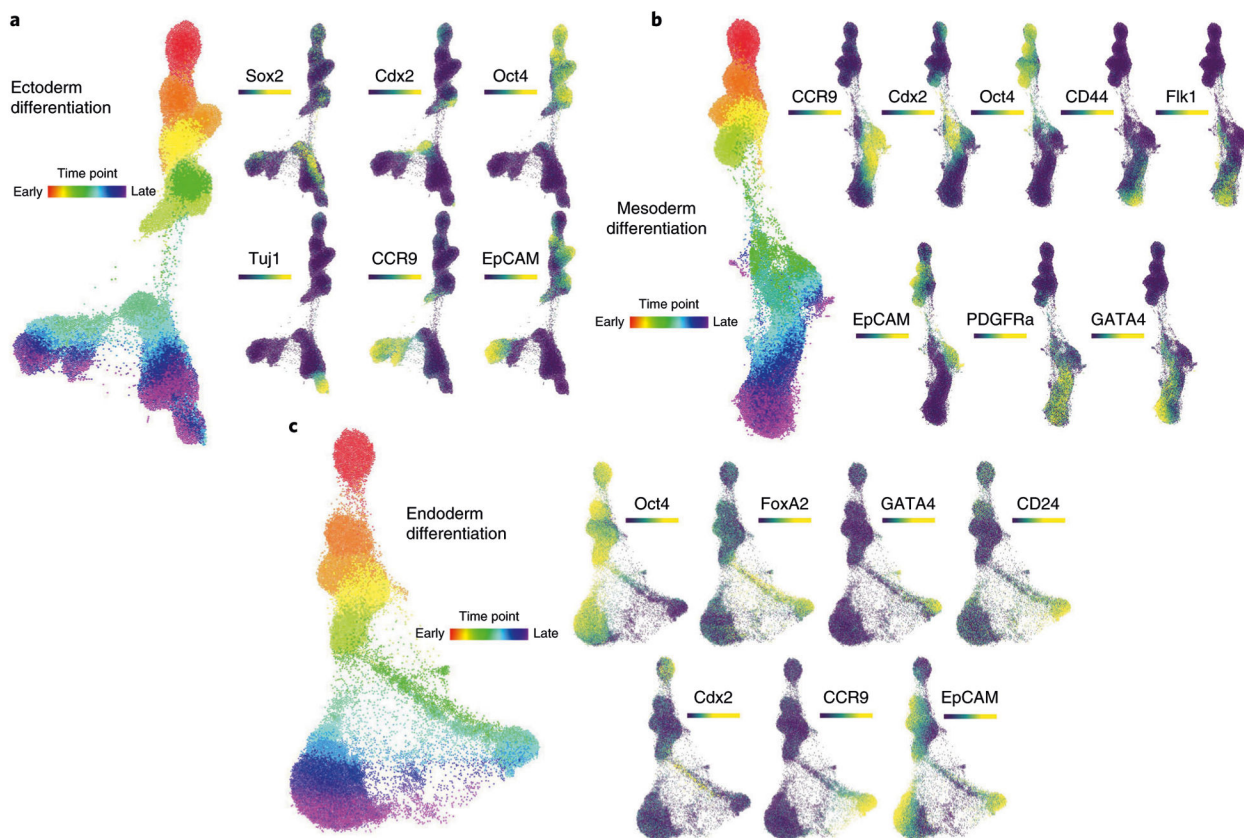 a
Ectoderm
differentiation
Time point
Early
Late
Sox2
Cdx2
Oct4
Tuj1
CCR9
EpCAM
b
Mesoderm
differentiation
Time point
Early
Late
CCR9
Cdx2
Oct4
CD44
Flk1
EpCAM
PDGFRa
GATA4
c
Endoderm
differentiation
Time point
Early
Late
Oct4
FoxA2
GATA4
CD24
Cdx2
CCR9
EpCAM